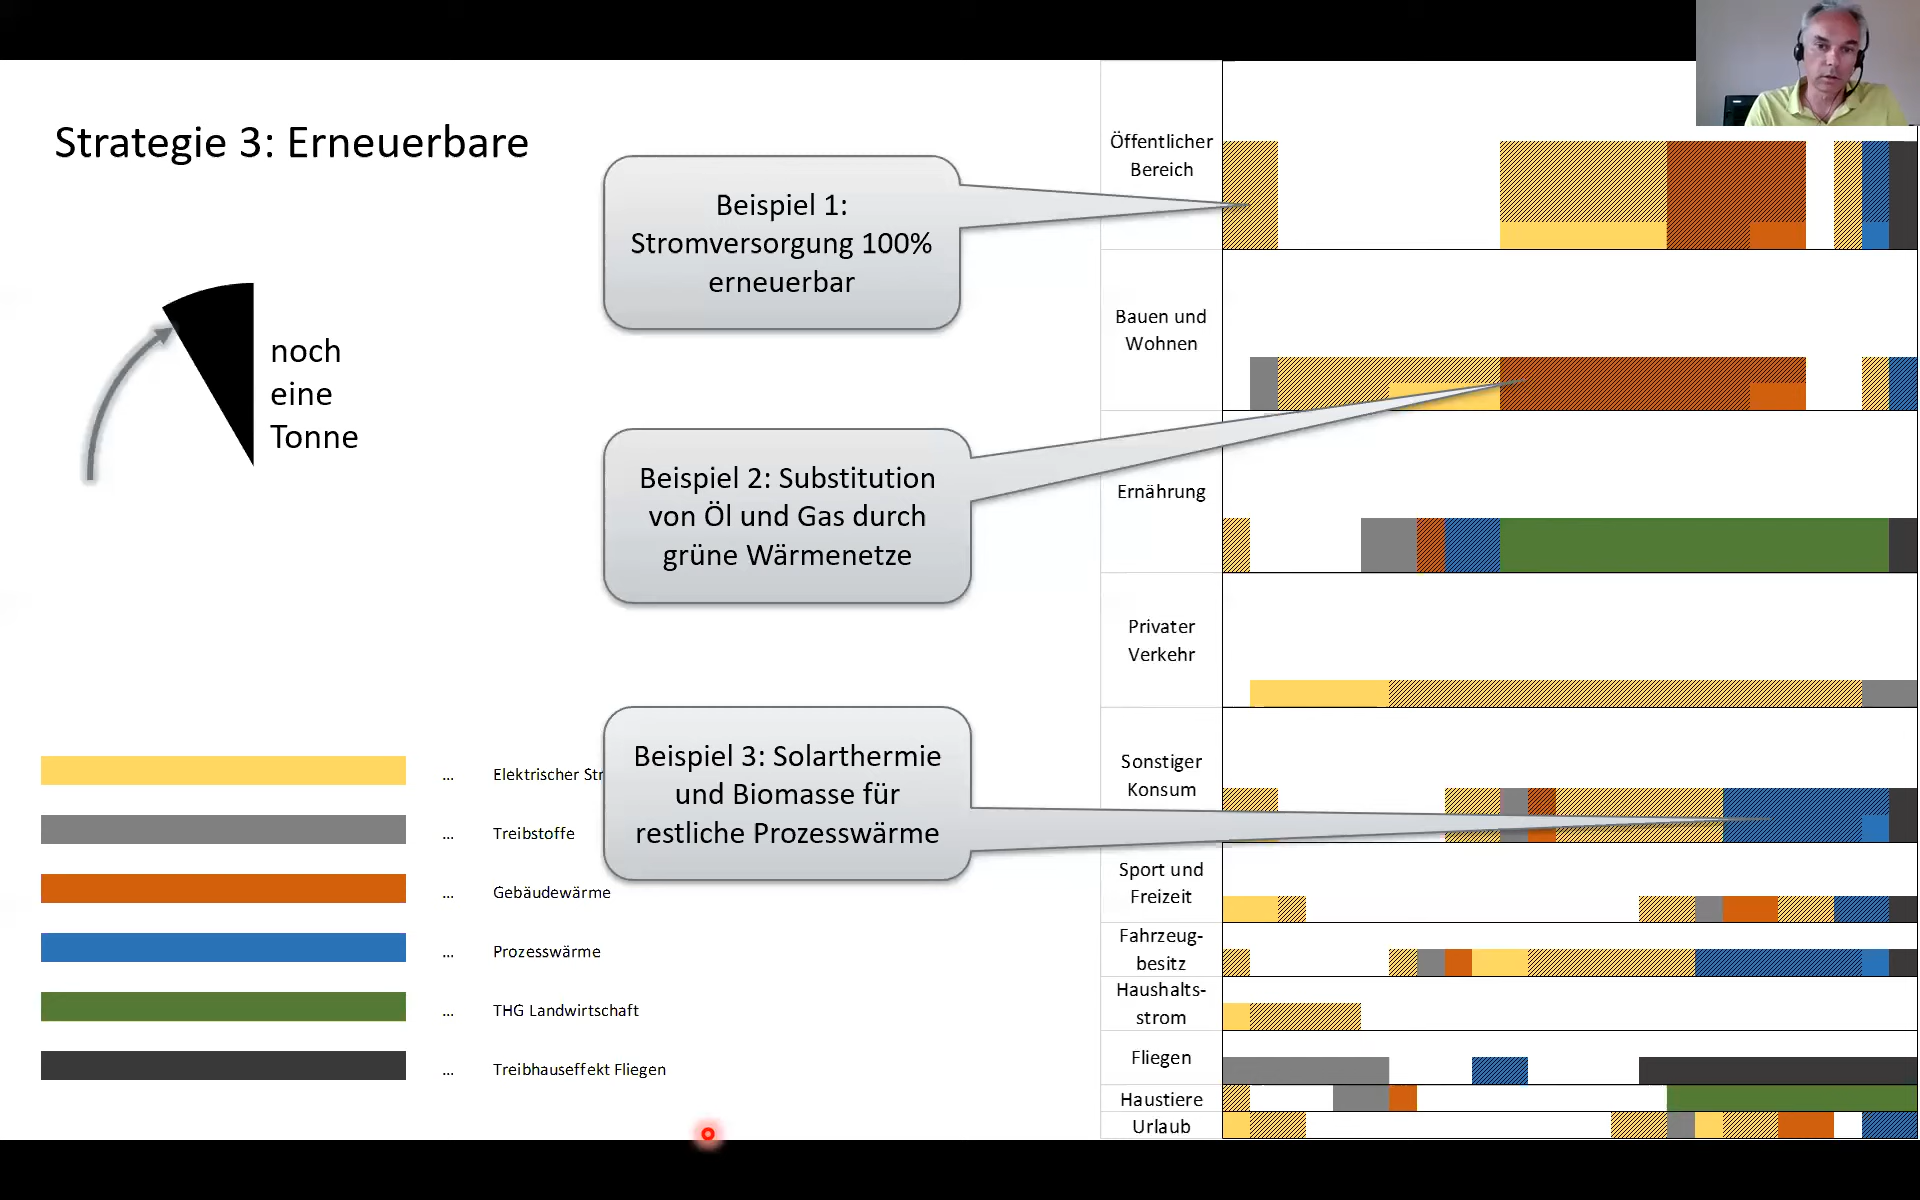 Strategie 3: Erneuerbare
noch
eine
Tonne
Beispiel 1:
Stromversorgung 100%
erneuerbar
Beispiel 2: Substitution
von Öl und Gas durch
grüne Wärmenetze
Beispiel 3: Solarthermie
und Biomasse für
restliche Prozesswärme
... Elektrischer
... Treibstoffe
... Gebäudewärme
... Prozesswärme
... THG Landwirtschaft
... Treibhauseffekt Fliegen
Öffentlicher
Bereich
Bauen und
Wohnen
Ernährung
Privater
Verkehr
Sonstiger
Konsum
Sport und
Freizeit
Fahrzeug-
besitz
Haushalts-
strom
Fliegen
Haustiere
Urlaub